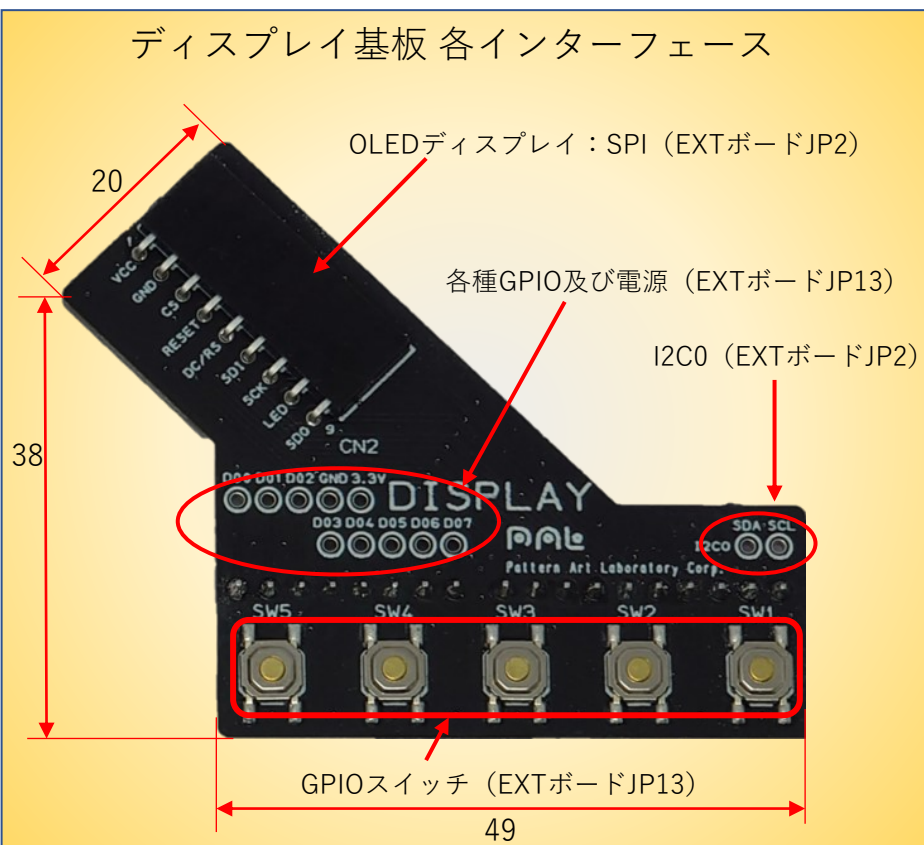 ディスプレイ基板 各インターフェース
OLEDディスプレイ：SPI（EXTボードJP2）
20
各種GPIO及び電源（EXTボードJP13）
I2C0（EXTボードJP2）
VCC
GND
CS
RESET
DC/RS
SDI
SCK
LED
SDO
9
CN2
38
D00 D01 D02 GND 3.3V
DISPLAY
D03 D04 D05 D06 D07
PAL
SDA SCL
I2C0
Pattern Art Laboratory Corp.
SW5 SW4 SW3 SW2 SW1
GPIOスイッチ（EXTボードJP13）
49